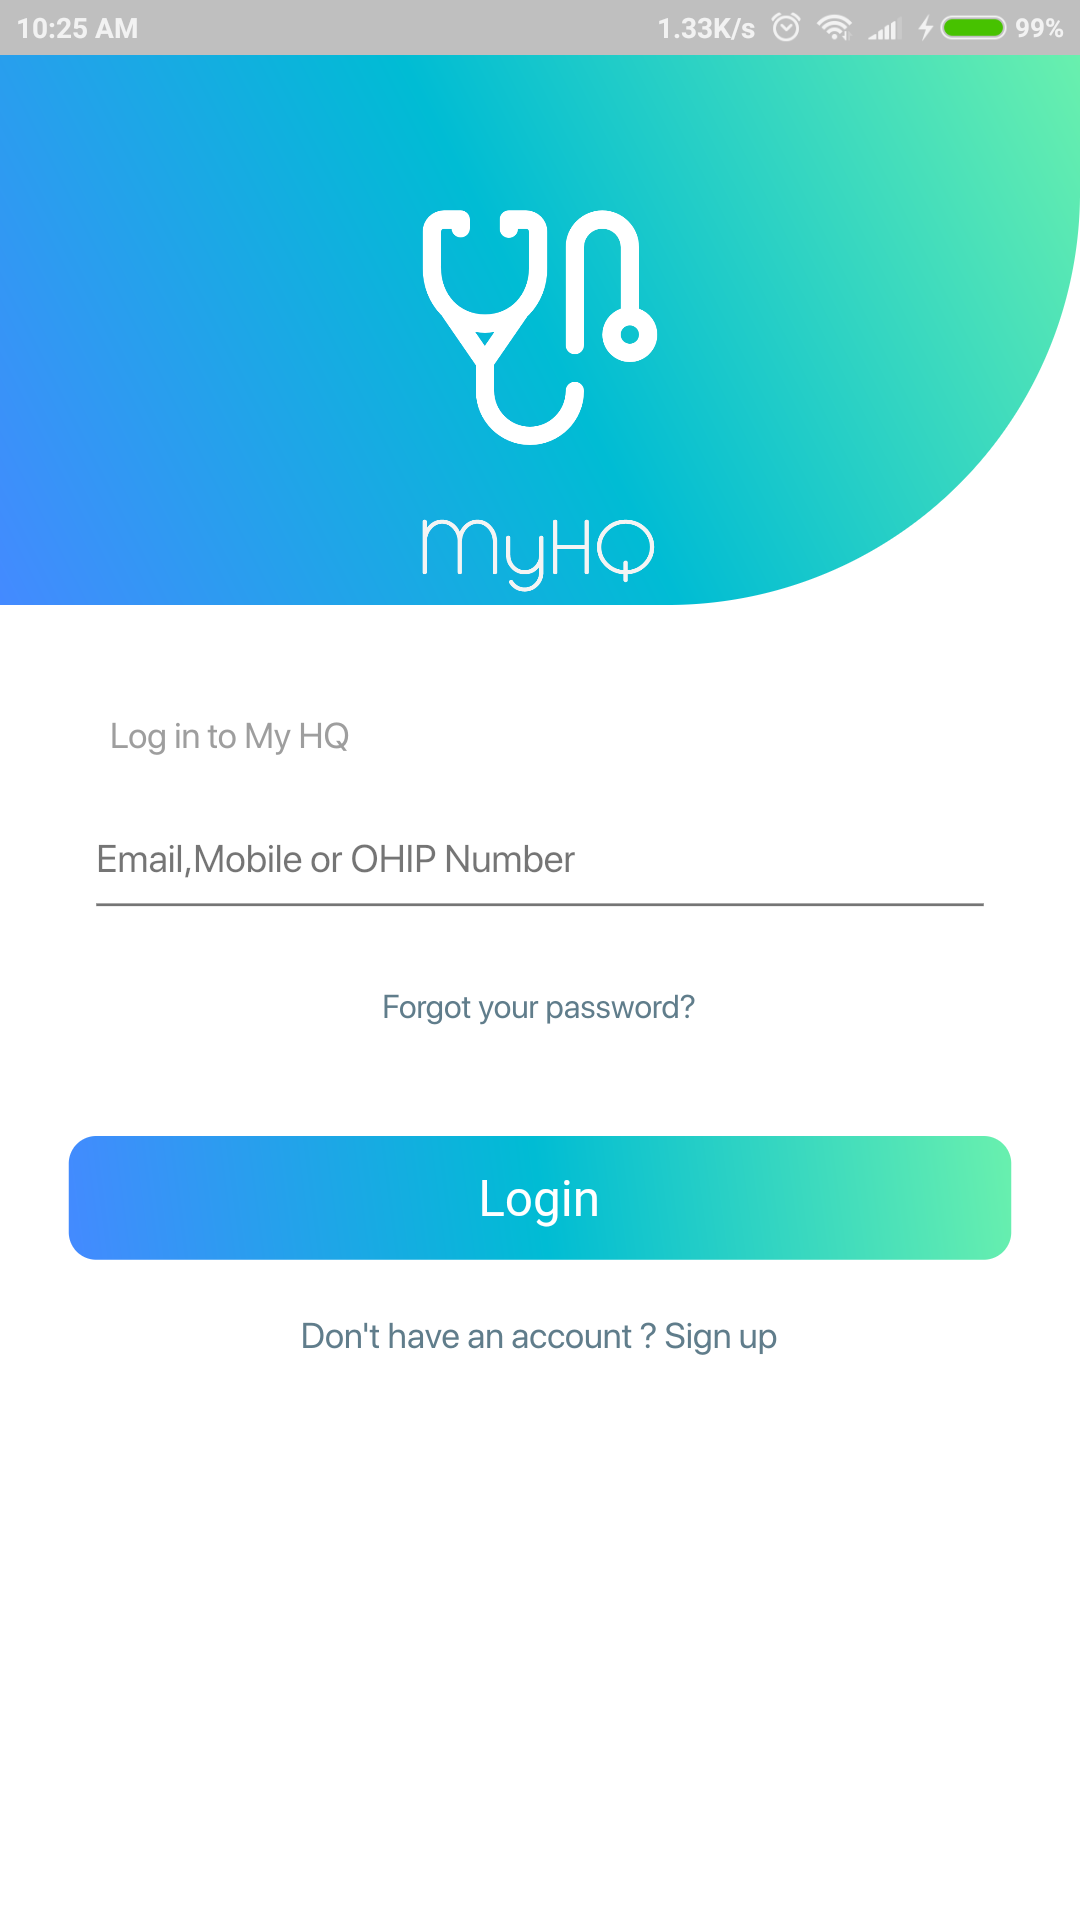 10:25 AM 1.33K/s 99%
MyHQ
Log in to My HQ
Email,Mobile or OHIP Number
Forgot your password?
Login
Don't have an account ? Sign up